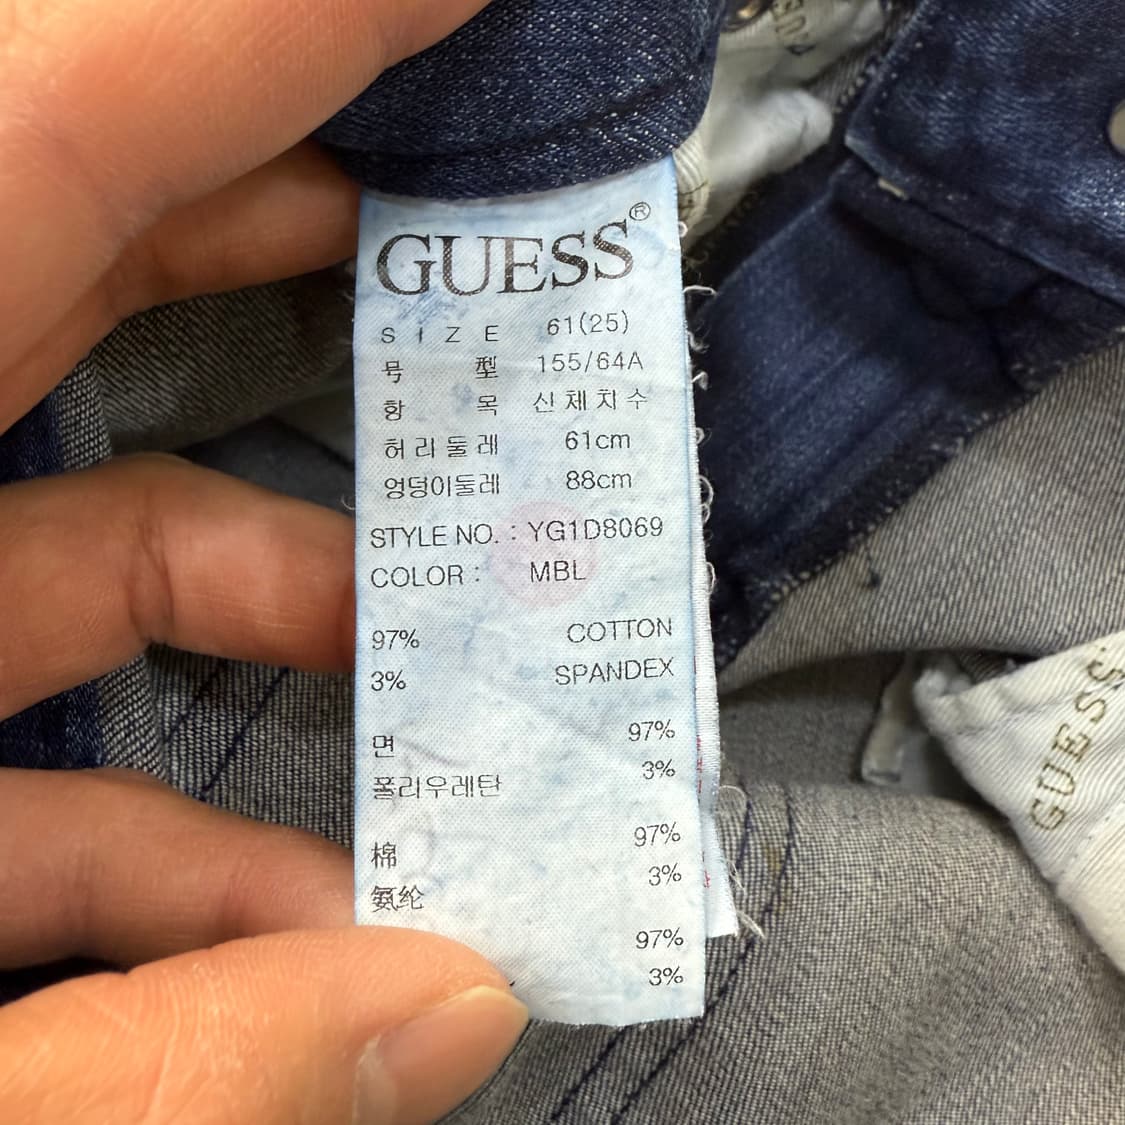 GUESS®
SIZE 61(25)
号型 155/64A
항목 신체치수
허리둘레 61cm
엉덩이둘레 88cm
STYLE NO. : YG1D8069
COLOR : MBL
97% COTTON
3% SPANDEX
면 97%
폴리우레탄 3%
棉 97%
氨纶 3%
97%
3%
GUESS